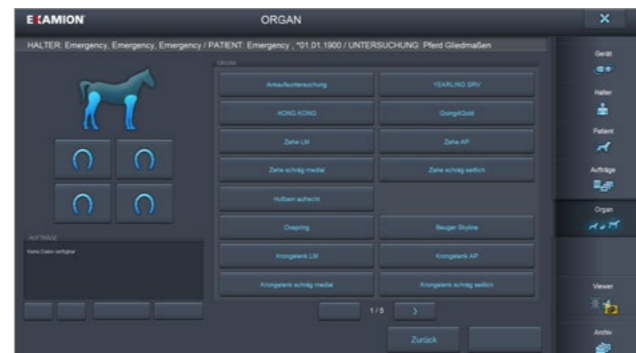 EXAMION
ORGAN
HALTER: Emergency, Emergency, Emergency / PATIENT: Emergency , *01.01.1900 / UNTERSUCHUNG: Pferd Gliedmaßen
ORGAN
Ankaufsuntersuchung
YEARLING SRV
HONG KONG
Going4Gold
Zehe LM
Zehe AP
Zehe schräg medial
Zehe schräg seitlich
Hufbein aufrecht
Oxspring
Beuger Skyline
Krongelenk LM
Krongelenk AP
Krongelenk schräg medial
Krongelenk schräg seitlich
1/5
Zurück
AUFTRÄGE
Keine Daten verfügbar
Gerät
Halter
Patient
Aufträge
Organ
Viewer
Archiv